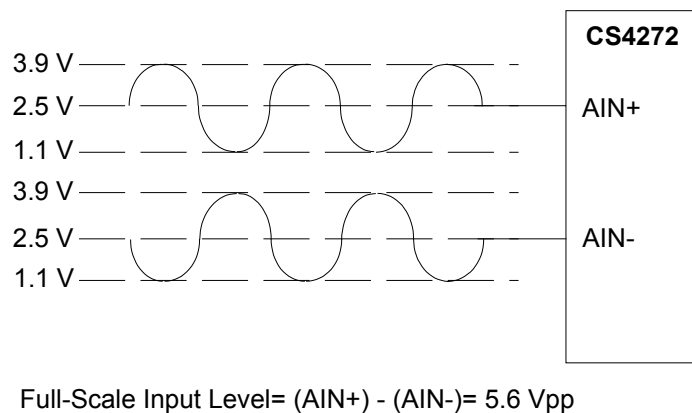 CS4272
3.9 V
2.5 V
AIN+
1.1 V
3.9 V
2.5 V
AIN-
1.1 V
Full-Scale Input Level= (AIN+) - (AIN-)= 5.6 Vpp